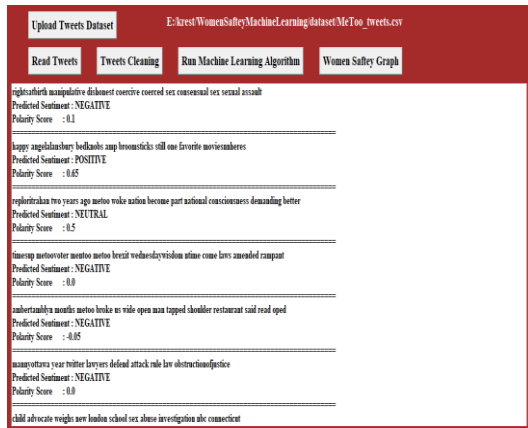 Upload Tweets Dataset
E:/krest/WomenSafteyMachineLearning/dataset/MeToo_tweets.csv
Read Tweets
Tweets Cleaning
Run Machine Learning Algorithm
Women Saftey Graph
rightsatbirth manipulative dishonest coercive coerced sex consensual sex sexual assault
Predicted Sentiment : NEGATIVE
Polarity Score : 0.1
happy angelalansbury bedknobs amp broomsticks still one favorite moviesnnheres
Predicted Sentiment : POSITIVE
Polarity Score : 0.65
reploritrahan two years ago metoo woke nation become part national consciousness demanding better
Predicted Sentiment : NEUTRAL
Polarity Score : 0.5
timesup metoovoter mentoo metoo brexit wednesdaywisdom ntime come laws amended rampant
Predicted Sentiment : NEGATIVE
Polarity Score : 0.0
ambertamblyn months metoo broke us wide open man tapped shoulder restaurant said read oped
Predicted Sentiment : NEGATIVE
Polarity Score : -0.05
mannyottawa year twitter lawyers defend attack rule law obstructionofjustice
Predicted Sentiment : NEGATIVE
Polarity Score : 0.0
child advocate weighs new london school sex abuse investigation nbc connecticut